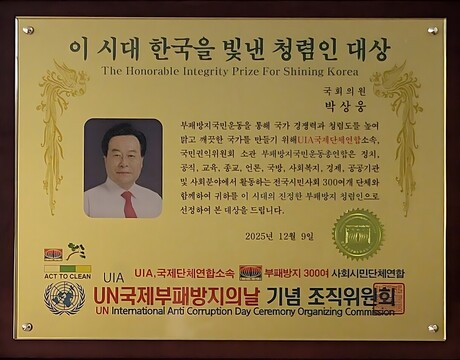 이 시대 한국을 빛낸 청렴인 대상
The Honorable Integrity Prize For Shining Korea
국회의원
박상웅
부패방지국민운동을 통해 국가 경쟁력과 청렴도를 높여
밝고 깨끗한 국가를 만들기 위해UIA국제단체연합소속,
국민권익위원회 소관 부패방지국민운동총연합은 정치,
공직, 교육, 종교, 언론, 국방, 사회복지, 경제, 공공기관
및 사회분야에서 활동하는 전국시민사회 300여개 단체와
함께하여 귀하를 이 시대의 진정한 부패방지 청렴인으로
선정하여 본 대상을 드립니다.
2025년 12월 9일
ACT TO CLEAN
UIA
UIA.국제단체연합소속 부패방지 300여 사회시민단체연합
UN국제부패방지의날 기념 조직위원회
UN International Anti Corruption Day Ceremony Organizing Commission